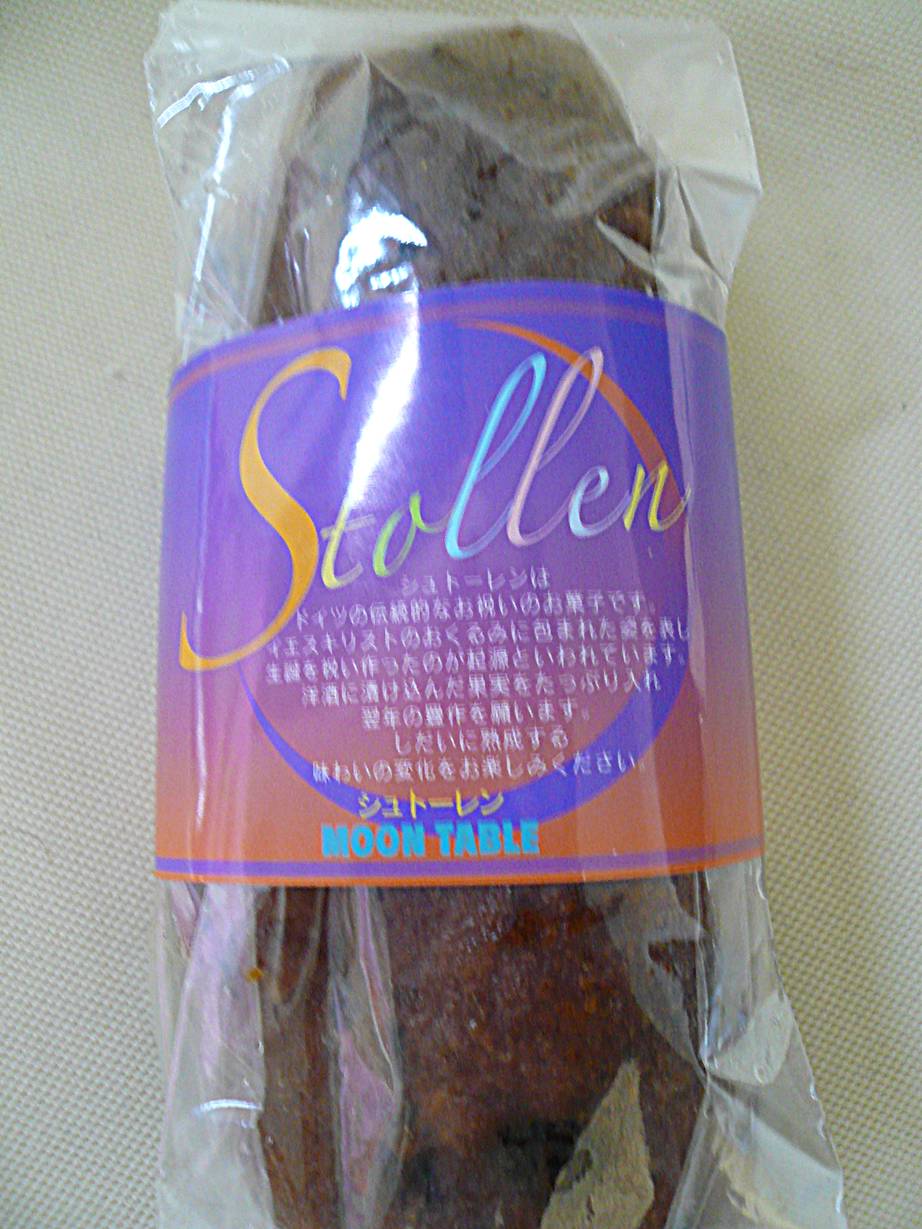 Stollen
シュトーレンは
ドイツの伝統的なお祝いのお菓子です。
イエスキリストのおくるみに包まれた姿を表し
生誕を祝い作ったのが起源といわれています。
洋酒に漬け込んだ果実をたっぷり入れ
翌年の豊作を願います。
しだいに熟成する
味わいの変化をお楽しみください。
シュトーレン
MOON TABLE